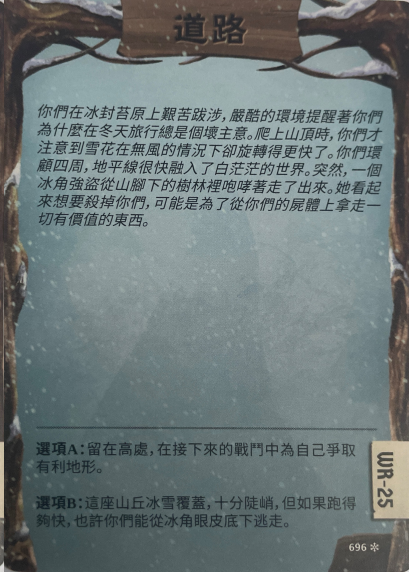 道路
你們在冰封苔原上艱苦跋涉，嚴酷的環境提醒著你們
為什麼在冬天旅行總是個壞主意。爬上山頂時，你們才
注意到雪花在無風的情況下卻旋轉得更快了。你們環
顧四周，地平線很快融入了白茫茫的世界。突然，一個
冰角強盜從山腳下的樹林裡咆哮著走了出來。她看起
來想要殺掉你們，可能是為了從你們的屍體上拿走一
切有價值的東西。
選項A：留在高處，在接下來的戰鬥中為自己爭取
有利地形。
選項B：這座山丘冰雪覆蓋，十分陡峭，但如果跑得
夠快，也許你們能從冰角眼皮底下逃走。
WR-25
696 ✼